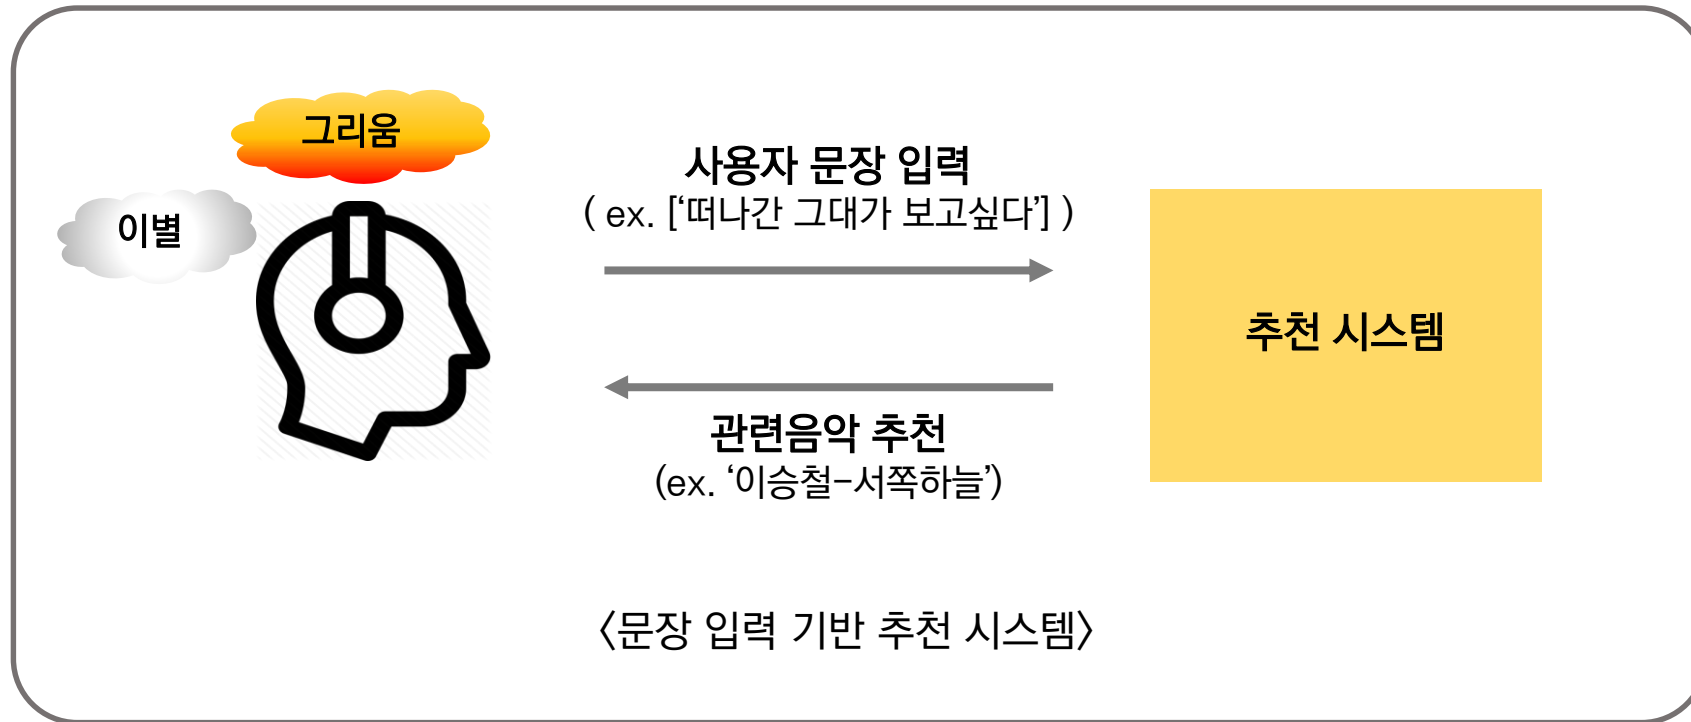 그리움
이별
사용자 문장 입력
( ex. [‘떠나간 그대가 보고싶다’] )
추천 시스템
관련음악 추천
(ex. ‘이승철-서쪽하늘’)
〈문장 입력 기반 추천 시스템〉